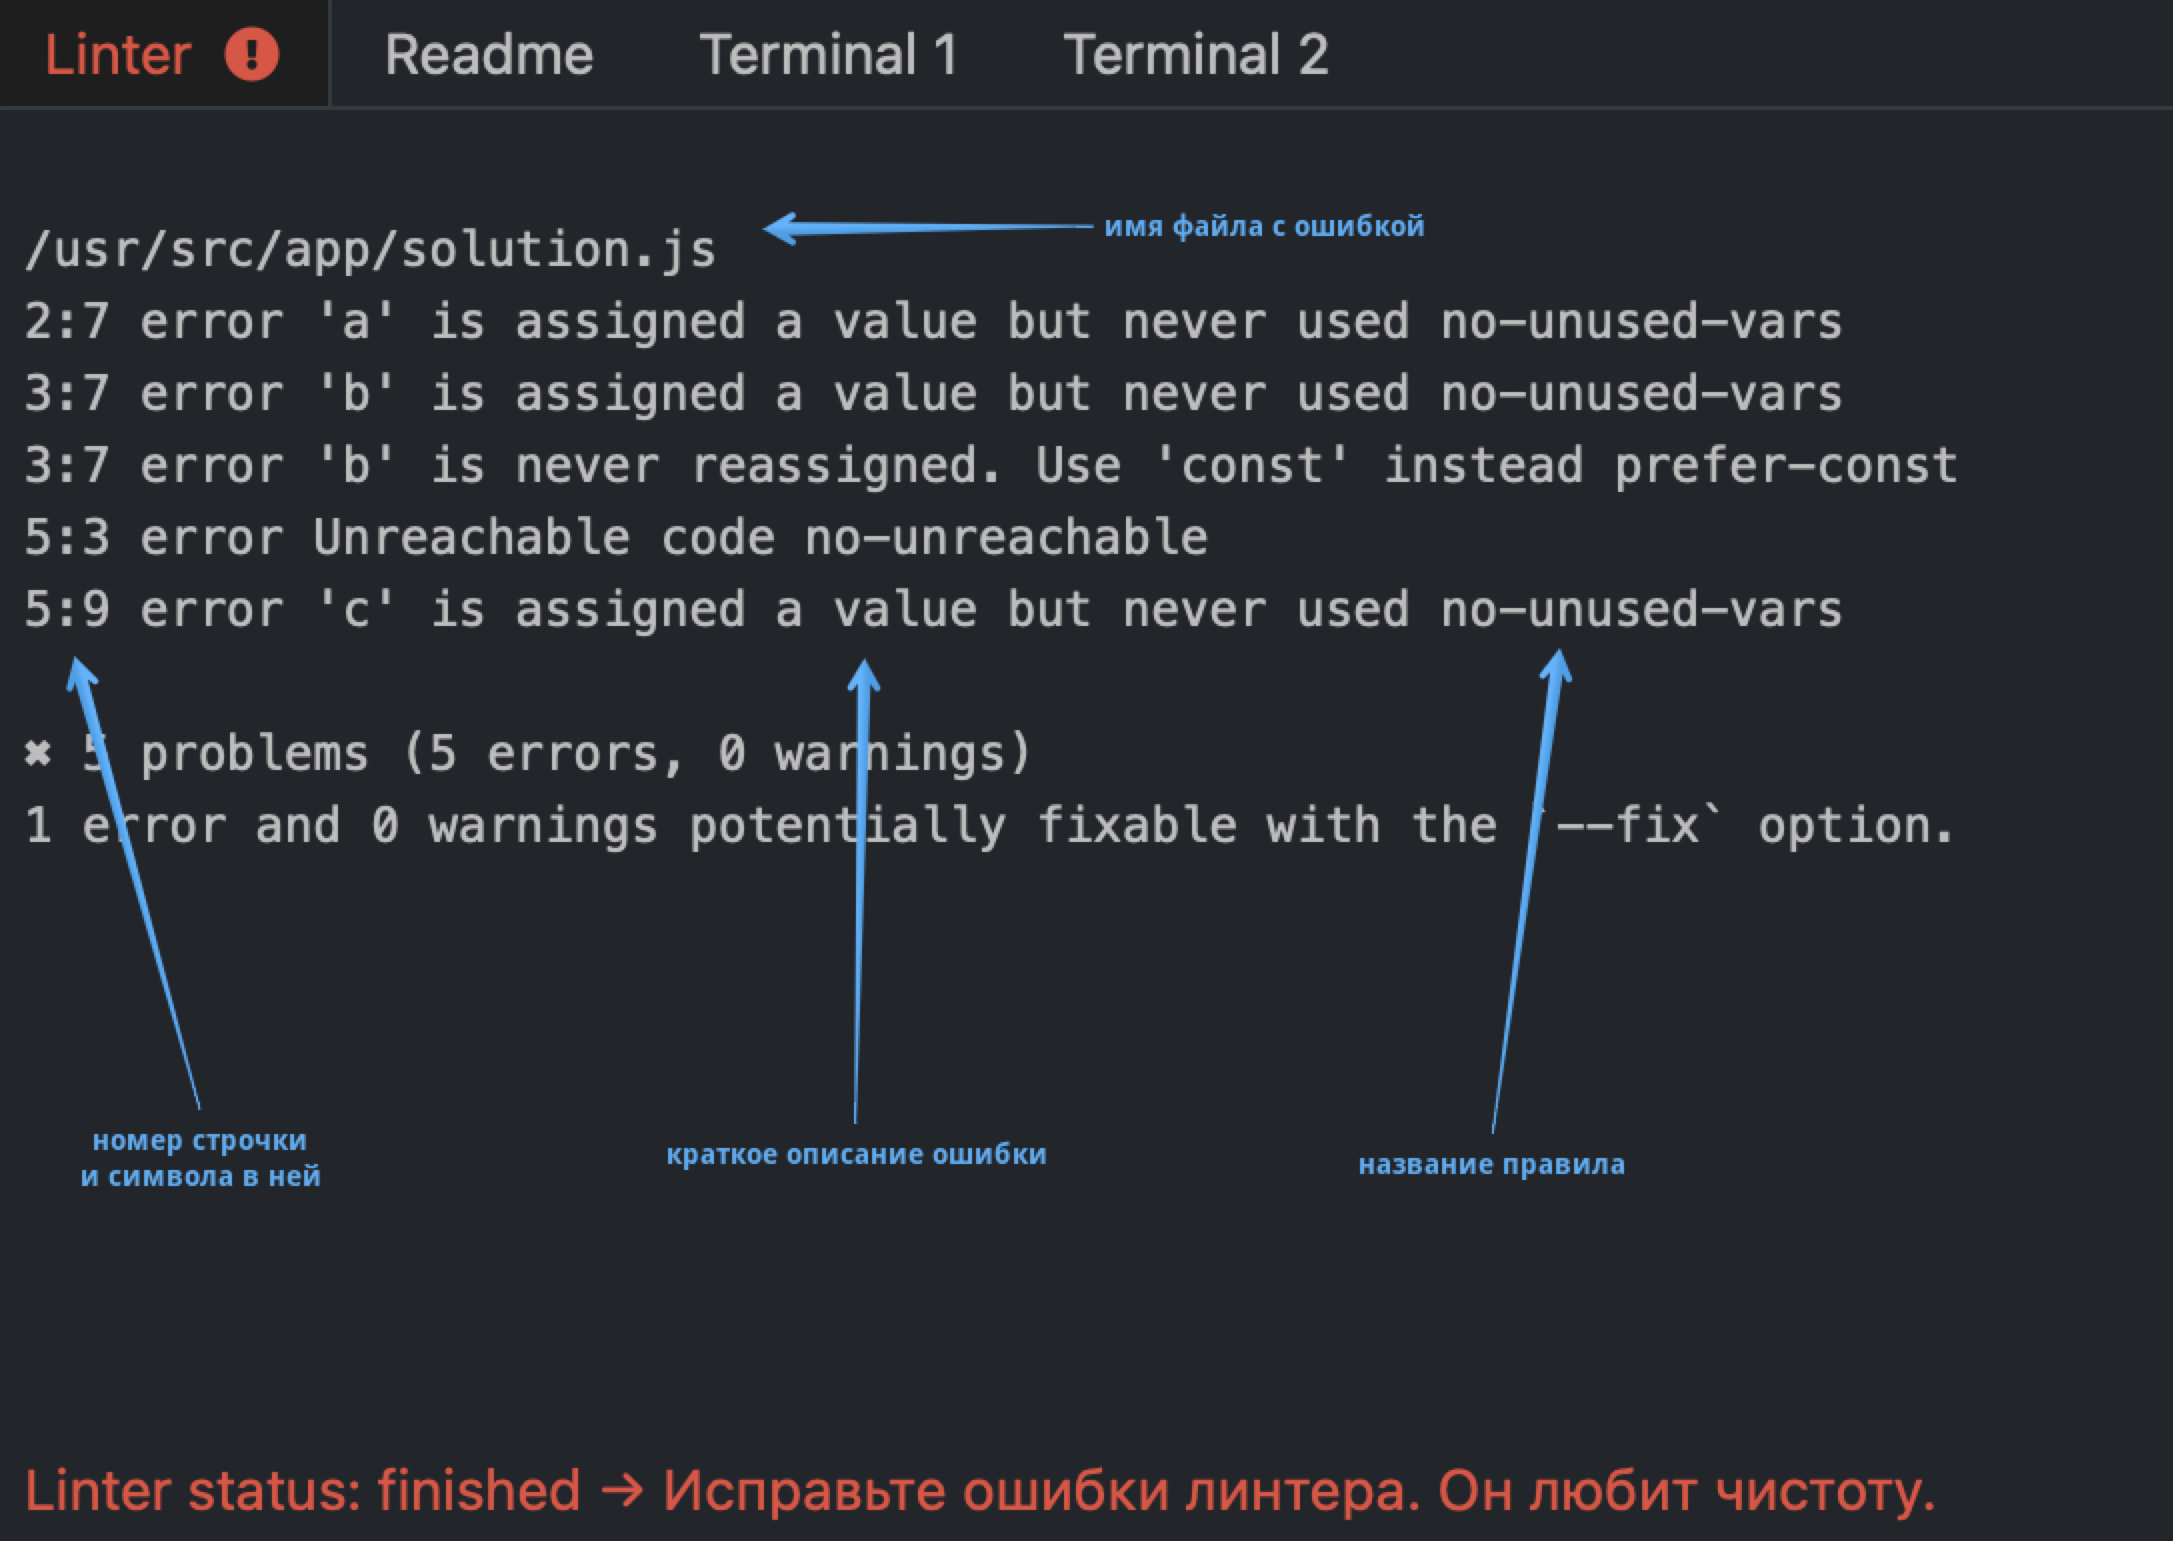 Linter ! Readme Terminal 1 Terminal 2
имя файла с ошибкой
/usr/src/app/solution.js
2:7 error 'a' is assigned a value but never used no-unused-vars
3:7 error 'b' is assigned a value but never used no-unused-vars
3:7 error 'b' is never reassigned. Use 'const' instead prefer-const
5:3 error Unreachable code no-unreachable
5:9 error 'c' is assigned a value but never used no-unused-vars
✖ 5 problems (5 errors, 0 warnings)
1 error and 0 warnings potentially fixable with the `--fix` option.
номер строчки
и символа в ней
краткое описание ошибки
название правила
Linter status: finished → Исправьте ошибки линтера. Он любит чистоту.